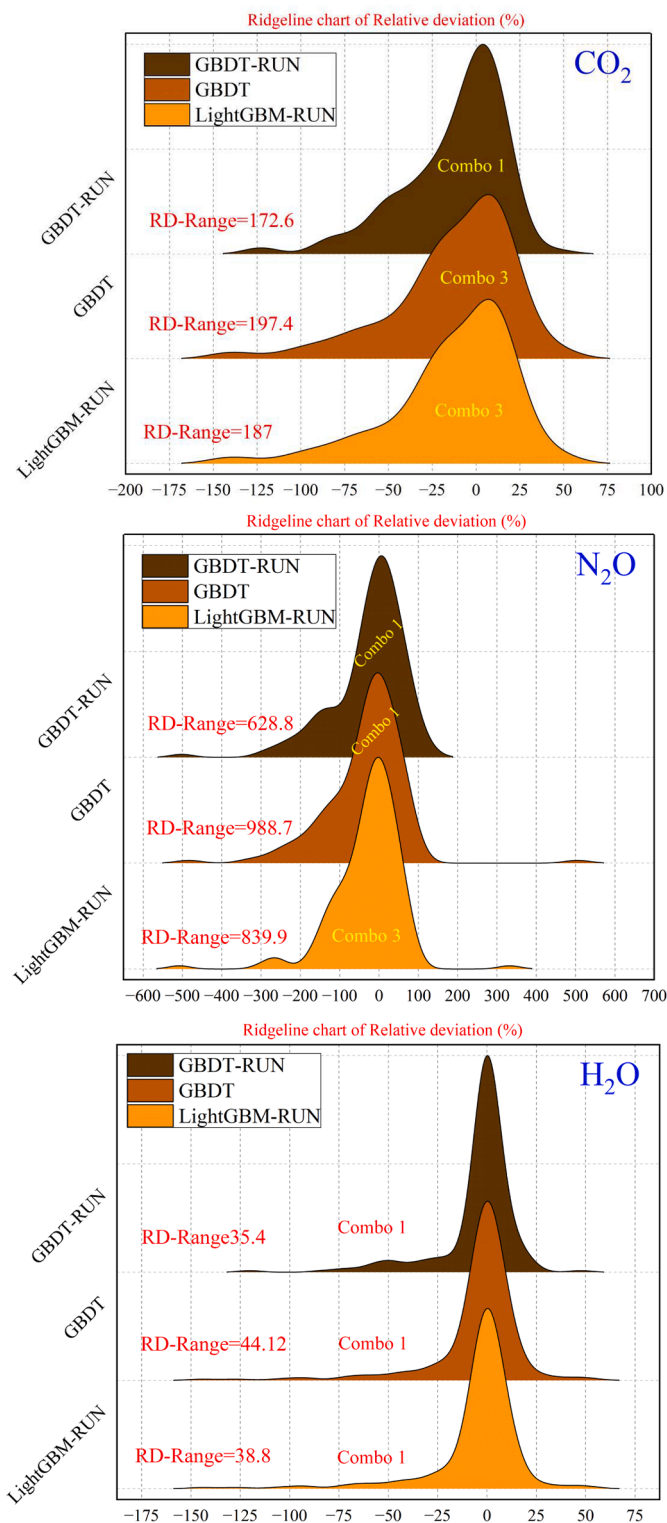 Ridgeline chart of Relative deviation (%)
GBDT-RUN
GBDT
LightGBM-RUN
CO₂
GBDT-RUN
RD-Range=172.6
Combo 1
GBDT
RD-Range=197.4
Combo 3
LightGBM-RUN
RD-Range=187
Combo 3
−200 −175 −150 −125 −100 −75 −50 −25 0 25 50 75 100
Ridgeline chart of Relative deviation (%)
GBDT-RUN
GBDT
LightGBM-RUN
N₂O
GBDT-RUN
RD-Range=628.8
Combo 1
GBDT
RD-Range=988.7
Combo 1
LightGBM-RUN
RD-Range=839.9
Combo 3
−600 −500 −400 −300 −200 −100 0 100 200 300 400 500 600 700
Ridgeline chart of Relative deviation (%)
GBDT-RUN
GBDT
LightGBM-RUN
H₂O
GBDT-RUN
RD-Range35.4
Combo 1
GBDT
RD-Range=44.12
Combo 1
LightGBM-RUN
RD-Range=38.8
Combo 1
−175 −150 −125 −100 −75 −50 −25 0 25 50 75